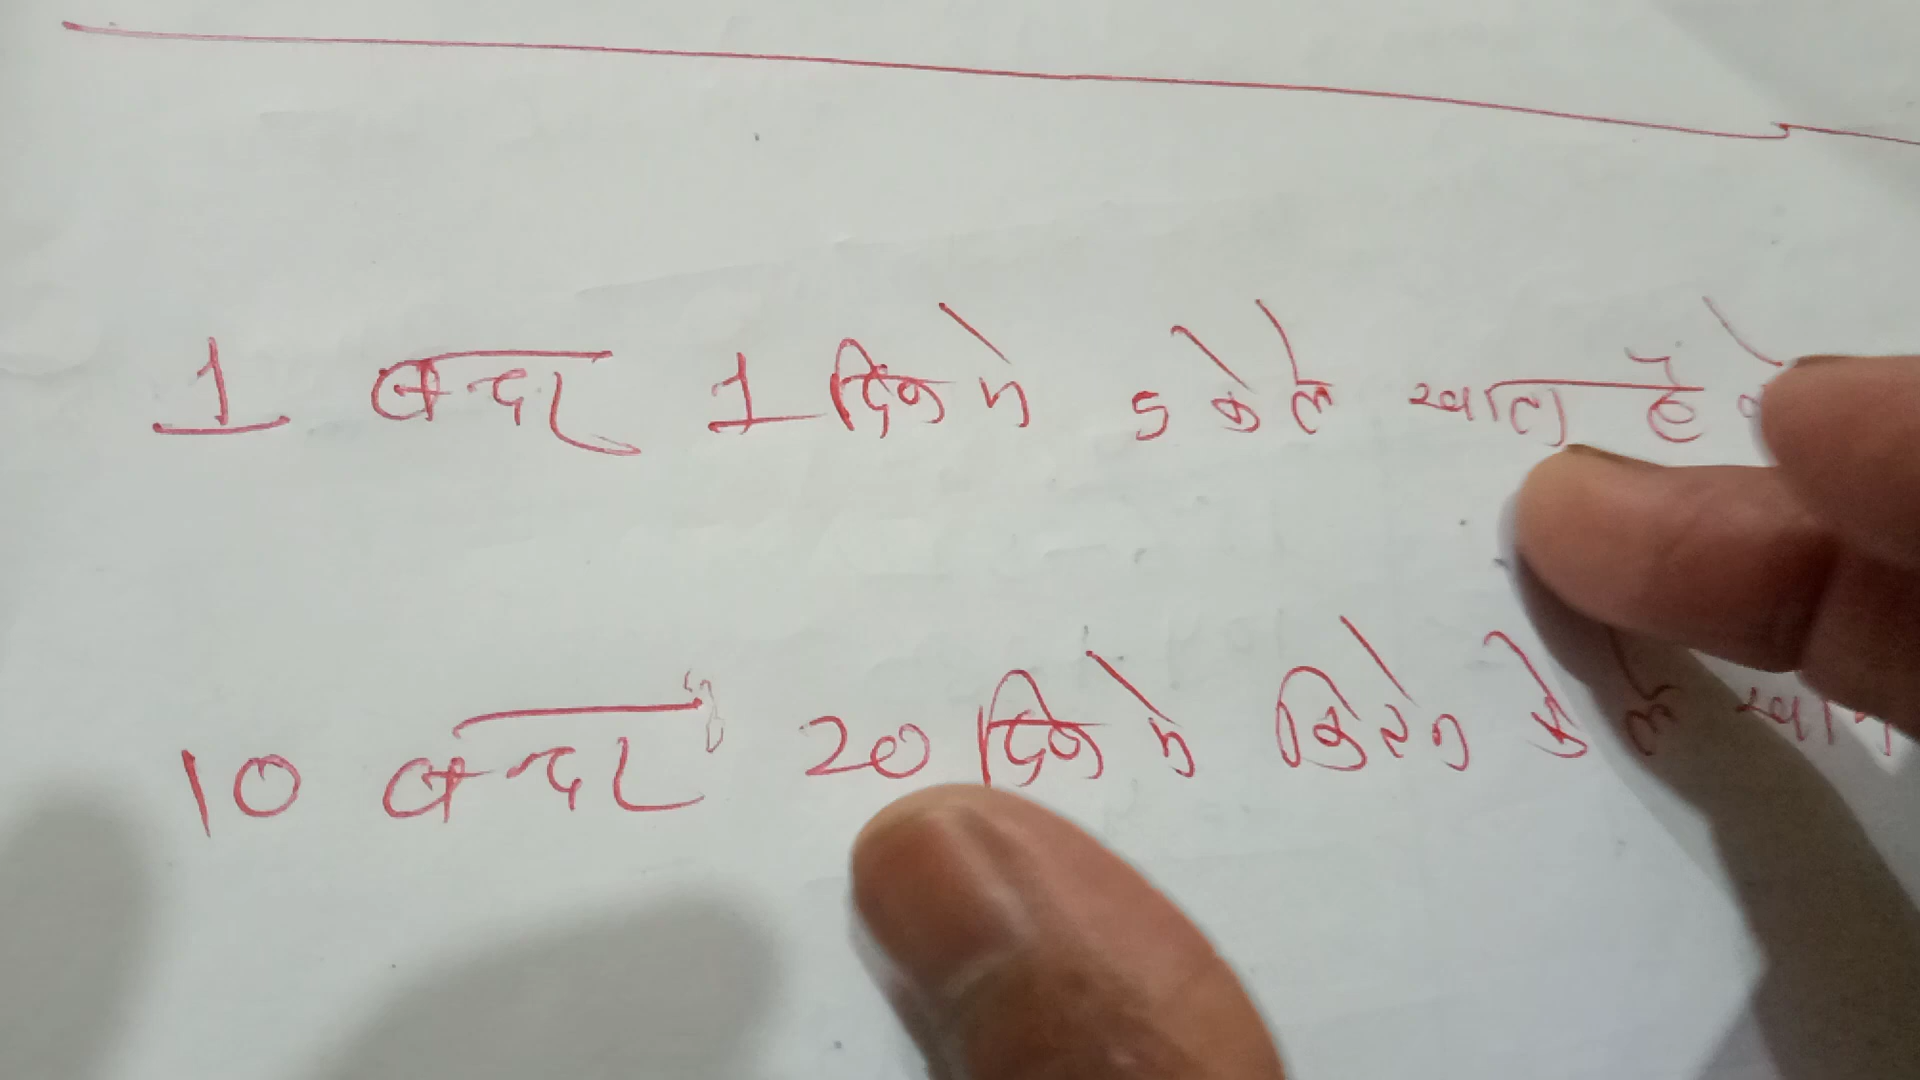 1 बन्दर 1 दिन मे 5 केले खाता है
10 बन्दर 20 दिन मे कितने केले